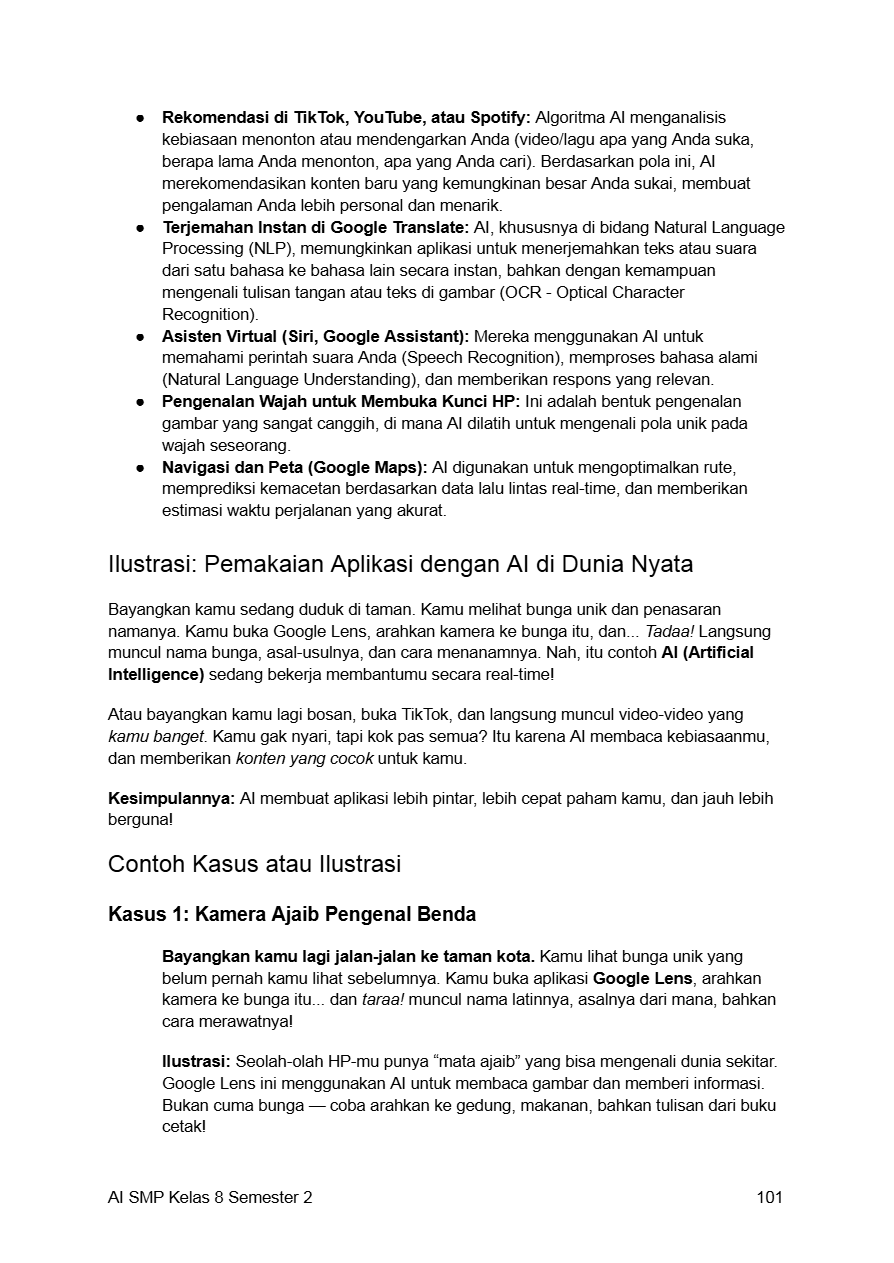 ● Rekomendasi di TikTok, YouTube, atau Spotify: Algoritma AI menganalisis
kebiasaan menonton atau mendengarkan Anda (video/lagu apa yang Anda suka,
berapa lama Anda menonton, apa yang Anda cari). Berdasarkan pola ini, AI
merekomendasikan konten baru yang kemungkinan besar Anda sukai, membuat
pengalaman Anda lebih personal dan menarik.
● Terjemahan Instan di Google Translate: AI, khususnya di bidang Natural Language
Processing (NLP), memungkinkan aplikasi untuk menerjemahkan teks atau suara
dari satu bahasa ke bahasa lain secara instan, bahkan dengan kemampuan
mengenali tulisan tangan atau teks di gambar (OCR - Optical Character
Recognition).
● Asisten Virtual (Siri, Google Assistant): Mereka menggunakan AI untuk
memahami perintah suara Anda (Speech Recognition), memproses bahasa alami
(Natural Language Understanding), dan memberikan respons yang relevan.
● Pengenalan Wajah untuk Membuka Kunci HP: Ini adalah bentuk pengenalan
gambar yang sangat canggih, di mana AI dilatih untuk mengenali pola unik pada
wajah seseorang.
● Navigasi dan Peta (Google Maps): AI digunakan untuk mengoptimalkan rute,
memprediksi kemacetan berdasarkan data lalu lintas real-time, dan memberikan
estimasi waktu perjalanan yang akurat.
Ilustrasi: Pemakaian Aplikasi dengan AI di Dunia Nyata
Bayangkan kamu sedang duduk di taman. Kamu melihat bunga unik dan penasaran
namanya. Kamu buka Google Lens, arahkan kamera ke bunga itu, dan... Tadaa! Langsung
muncul nama bunga, asal-usulnya, dan cara menanamnya. Nah, itu contoh AI (Artificial
Intelligence) sedang bekerja membantumu secara real-time!
Atau bayangkan kamu lagi bosan, buka TikTok, dan langsung muncul video-video yang
kamu banget. Kamu gak nyari, tapi kok pas semua? Itu karena AI membaca kebiasaanmu,
dan memberikan konten yang cocok untuk kamu.
Kesimpulannya: AI membuat aplikasi lebih pintar, lebih cepat paham kamu, dan jauh lebih
berguna!
Contoh Kasus atau Ilustrasi
Kasus 1: Kamera Ajaib Pengenal Benda
Bayangkan kamu lagi jalan-jalan ke taman kota. Kamu lihat bunga unik yang
belum pernah kamu lihat sebelumnya. Kamu buka aplikasi Google Lens, arahkan
kamera ke bunga itu... dan taraa! muncul nama latinnya, asalnya dari mana, bahkan
cara merawatnya!
Ilustrasi: Seolah-olah HP-mu punya “mata ajaib” yang bisa mengenali dunia sekitar.
Google Lens ini menggunakan AI untuk membaca gambar dan memberi informasi.
Bukan cuma bunga — coba arahkan ke gedung, makanan, bahkan tulisan dari buku
cetak!
AI SMP Kelas 8 Semester 2 101